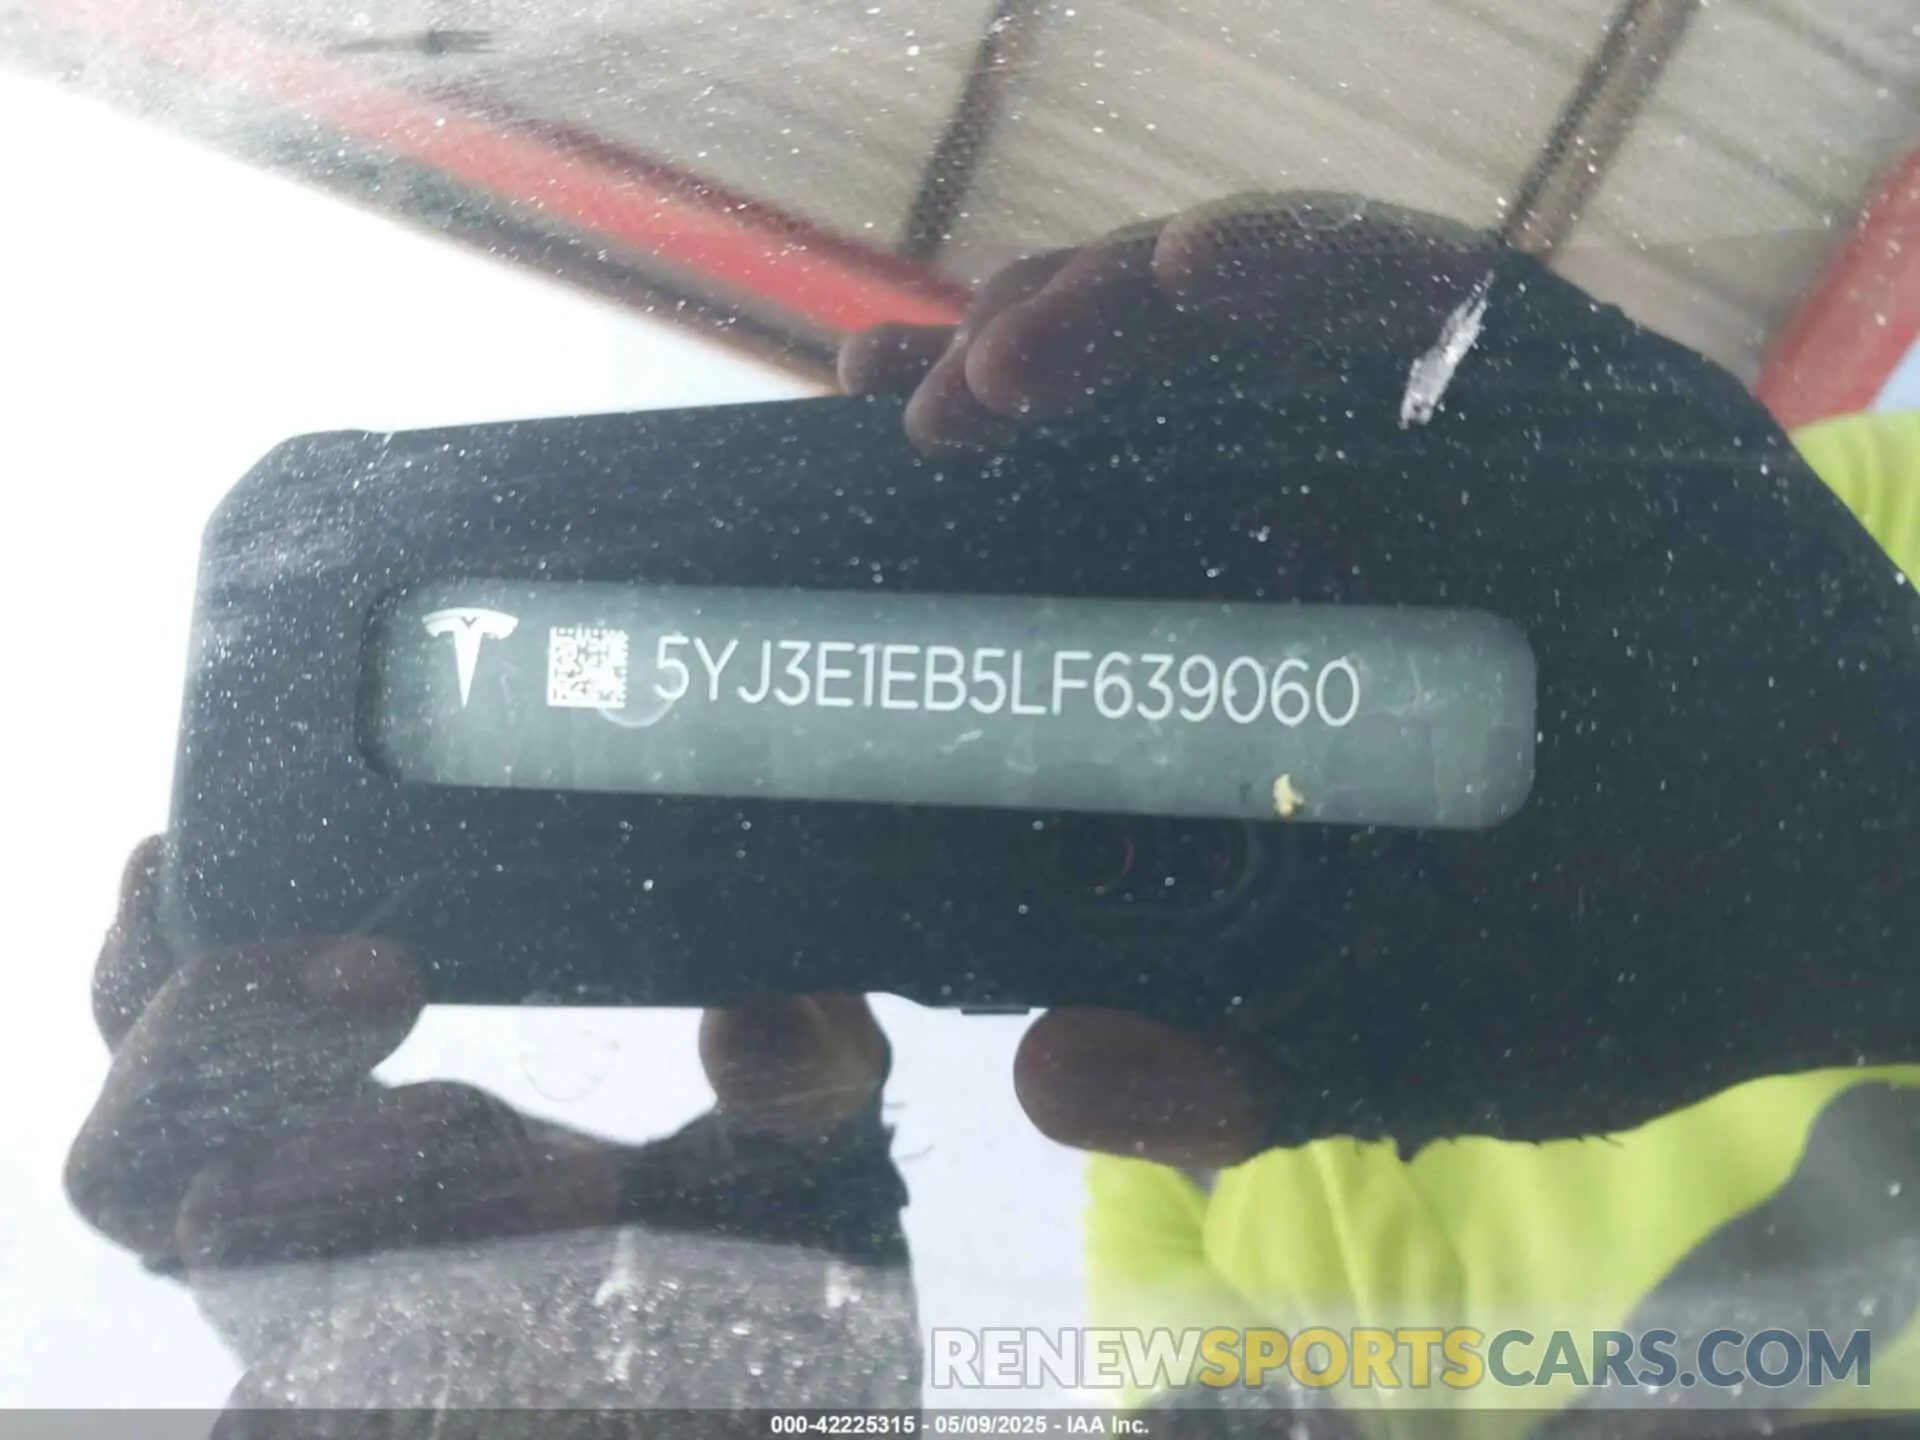 5YJ3E1EB5LF639060
RENEWSPORTSCARS.COM
000-42225315 - 05/09/2025 - IAA Inc.